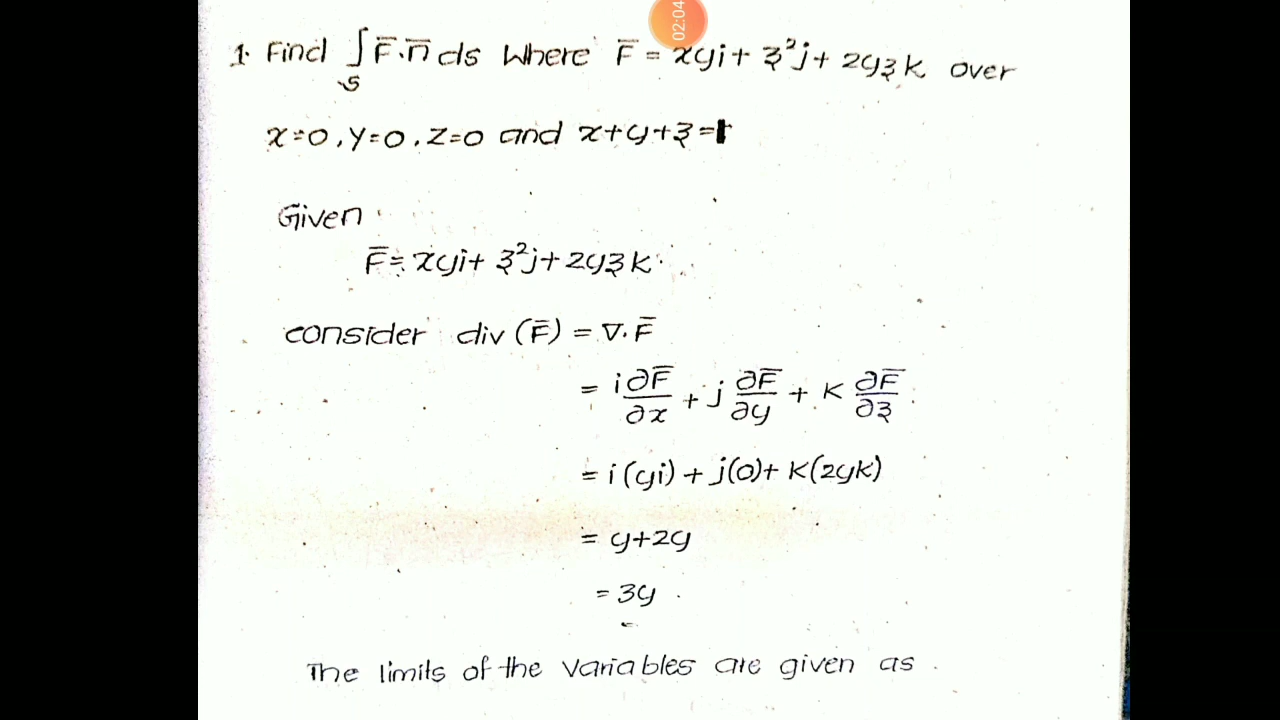 02:04
1. Find ∫_S F̅.n̅ ds Where F̅ = xyi + z²j + 2yzk over
x=0, y=0, z=0 and x+y+z=1
Given
F̅ = xyi + z²j + 2yzk.
consider div (F̅) = ∇.F̅
= i ∂F̅/∂x + j ∂F̅/∂y + k ∂F̅/∂z
= i(yi) + j(0) + k(2yk)
= y+2y
= 3y
The limits of the variables are given as